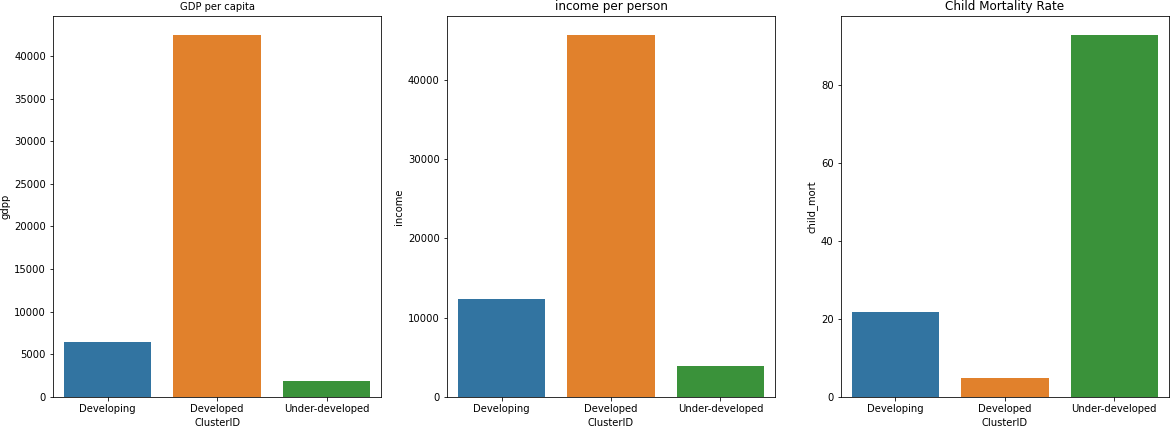 GDP per capita
gdpp
40000
35000
30000
25000
20000
15000
10000
5000
0
Developing Developed Under-developed
ClusterID
income per person
income
40000
30000
20000
10000
0
Developing Developed Under-developed
ClusterID
Child Mortality Rate
child_mort
80
60
40
20
0
Developing Developed Under-developed
ClusterID